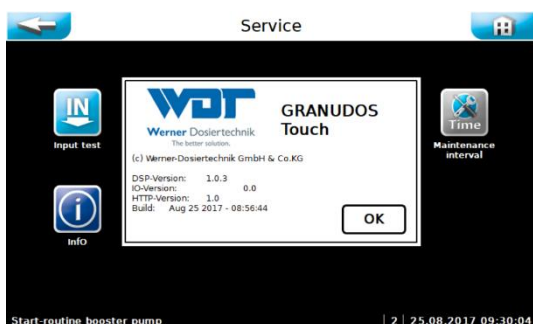 Service
IN
Input test
WDT
Werner Dosiertechnik
The better solution.
GRANUDOS
Touch
(c) Werner-Dosiertechnik GmbH & Co.KG
DSP-Version: 1.0.3
IO-Version: 0.0
HTTP-Version: 1.0
Build: Aug 25 2017 - 08:56:44
OK
Time
Maintenance
interval
i
InfO
Start-routine booster pump
2 25.08.2017 09:30:04